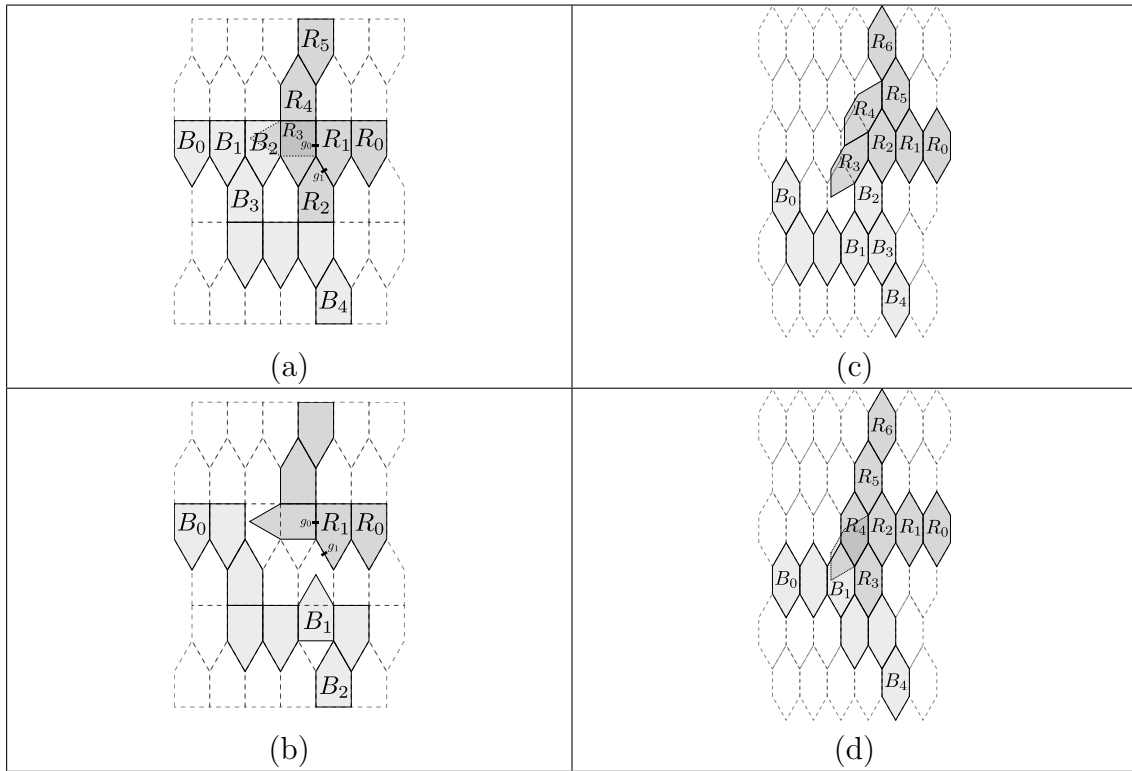 R5
R4
B0 B1 B2 R3 g0 R1 R0
g1
B3 R2
B4
(a)
R6
R4 R5
R2 R1 R0
R3
B0 B2
B1 B3
B4
(c)
B0 g0 R1 R0
g1
B1
B2
(b)
R6
R5
R4 R2 R1 R0
B0 B1 R3
B4
(d)